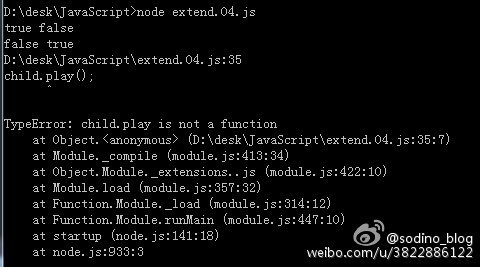 D:\desk\JavaScript>node extend.04.js
true false
false true
D:\desk\JavaScript\extend.04.js:35
child.play();
^
TypeError: child.play is not a function
at Object.<anonymous> (D:\desk\JavaScript\extend.04.js:35:7)
at Module._compile (module.js:413:34)
at Object.Module._extensions..js (module.js:422:10)
at Module.load (module.js:357:32)
at Function.Module._load (module.js:314:12)
at Function.Module.runMain (module.js:447:10)
at startup (node.js:141:18)
at node.js:933:3
@sodino_blog
weibo.com/u/3822886122